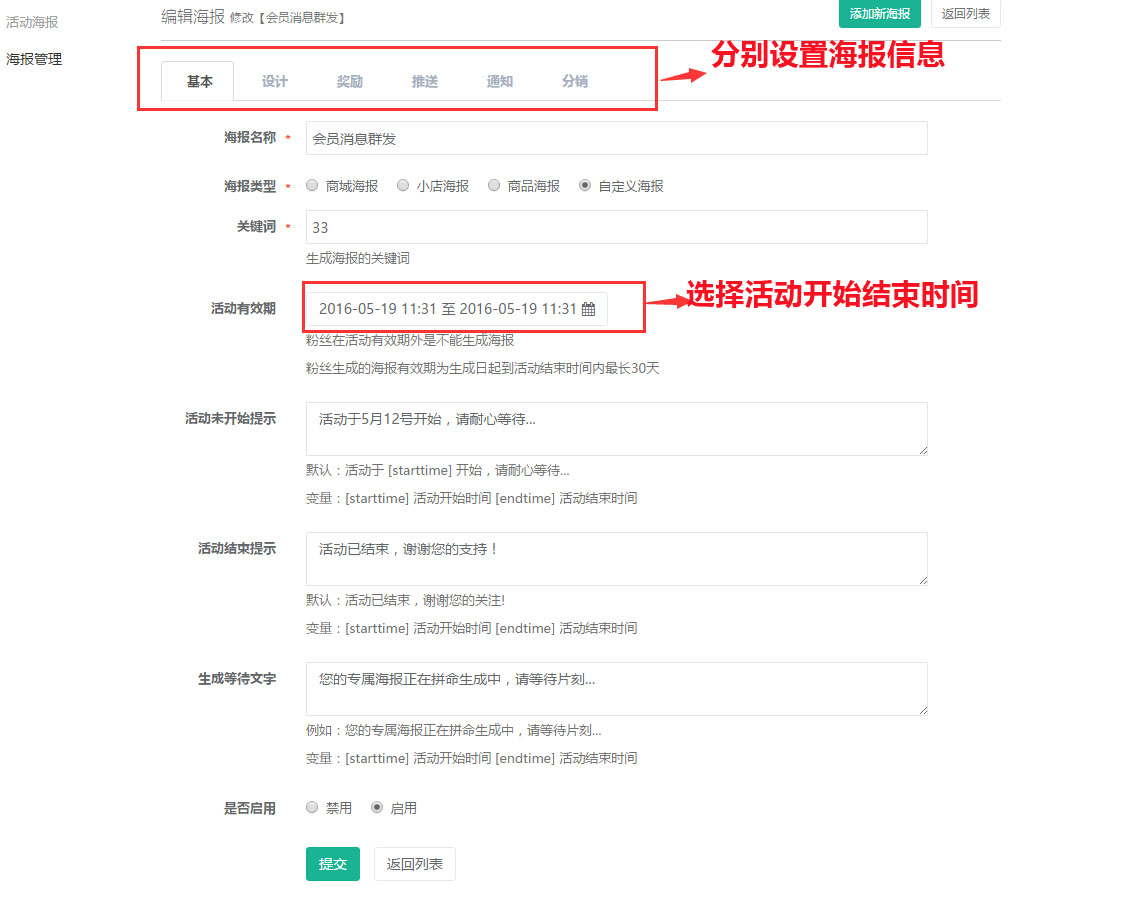 活动海报
海报管理
编辑海报 修改【会员消息群发】
添加新海报 返回列表
分别设置海报信息
基本 设计 奖励 推送 通知 分销
海报名称 * 会员消息群发
海报类型 * 商城海报 小店海报 商品海报 自定义海报
关键词 * 33
生成海报的关键词
选择活动开始结束时间
活动有效期 2016-05-19 11:31 至 2016-05-19 11:31
粉丝在活动有效期外是不能生成海报
粉丝生成的海报有效期为生成日起到活动结束时间内最长30天
活动未开始提示 活动于5月12号开始，请耐心等待...
默认：活动于 [starttime] 开始，请耐心等待...
变量：[starttime] 活动开始时间 [endtime] 活动结束时间
活动结束提示 活动已结束，谢谢您的支持！
默认：活动已结束，谢谢您的关注!
变量：[starttime] 活动开始时间 [endtime] 活动结束时间
生成等待文字 您的专属海报正在拼命生成中，请等待片刻...
例如：您的专属海报正在拼命生成中，请等待片刻...
变量：[starttime] 活动开始时间 [endtime] 活动结束时间
是否启用 禁用 启用
提交 返回列表